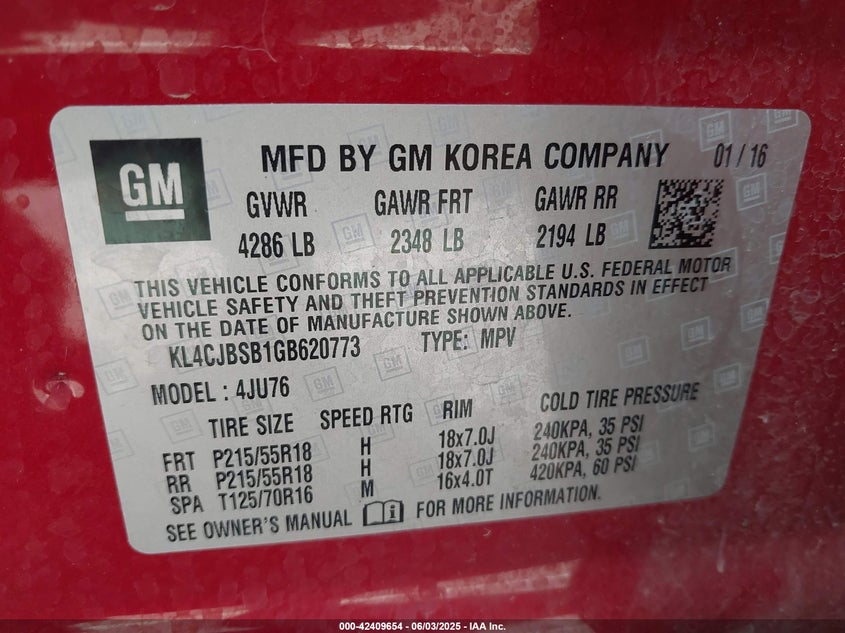 GM
MFD BY GM KOREA COMPANY 01 / 16
GVWR GAWR FRT GAWR RR
4286 LB 2348 LB 2194 LB
THIS VEHICLE CONFORMS TO ALL APPLICABLE U.S. FEDERAL MOTOR
VEHICLE SAFETY AND THEFT PREVENTION STANDARDS IN EFFECT
ON THE DATE OF MANUFACTURE SHOWN ABOVE.
KL4CJBSB1GB620773 TYPE: MPV
MODEL : 4JU76
TIRE SIZE SPEED RTG RIM COLD TIRE PRESSURE
FRT P215/55R18 H 18x7.0J 240KPA, 35 PSI
RR P215/55R18 H 18x7.0J 240KPA, 35 PSI
SPA T125/70R16 M 16x4.0T 420KPA, 60 PSI
SEE OWNER'S MANUAL i FOR MORE INFORMATION.
000-42409654 - 06/03/2025 - IAA Inc.